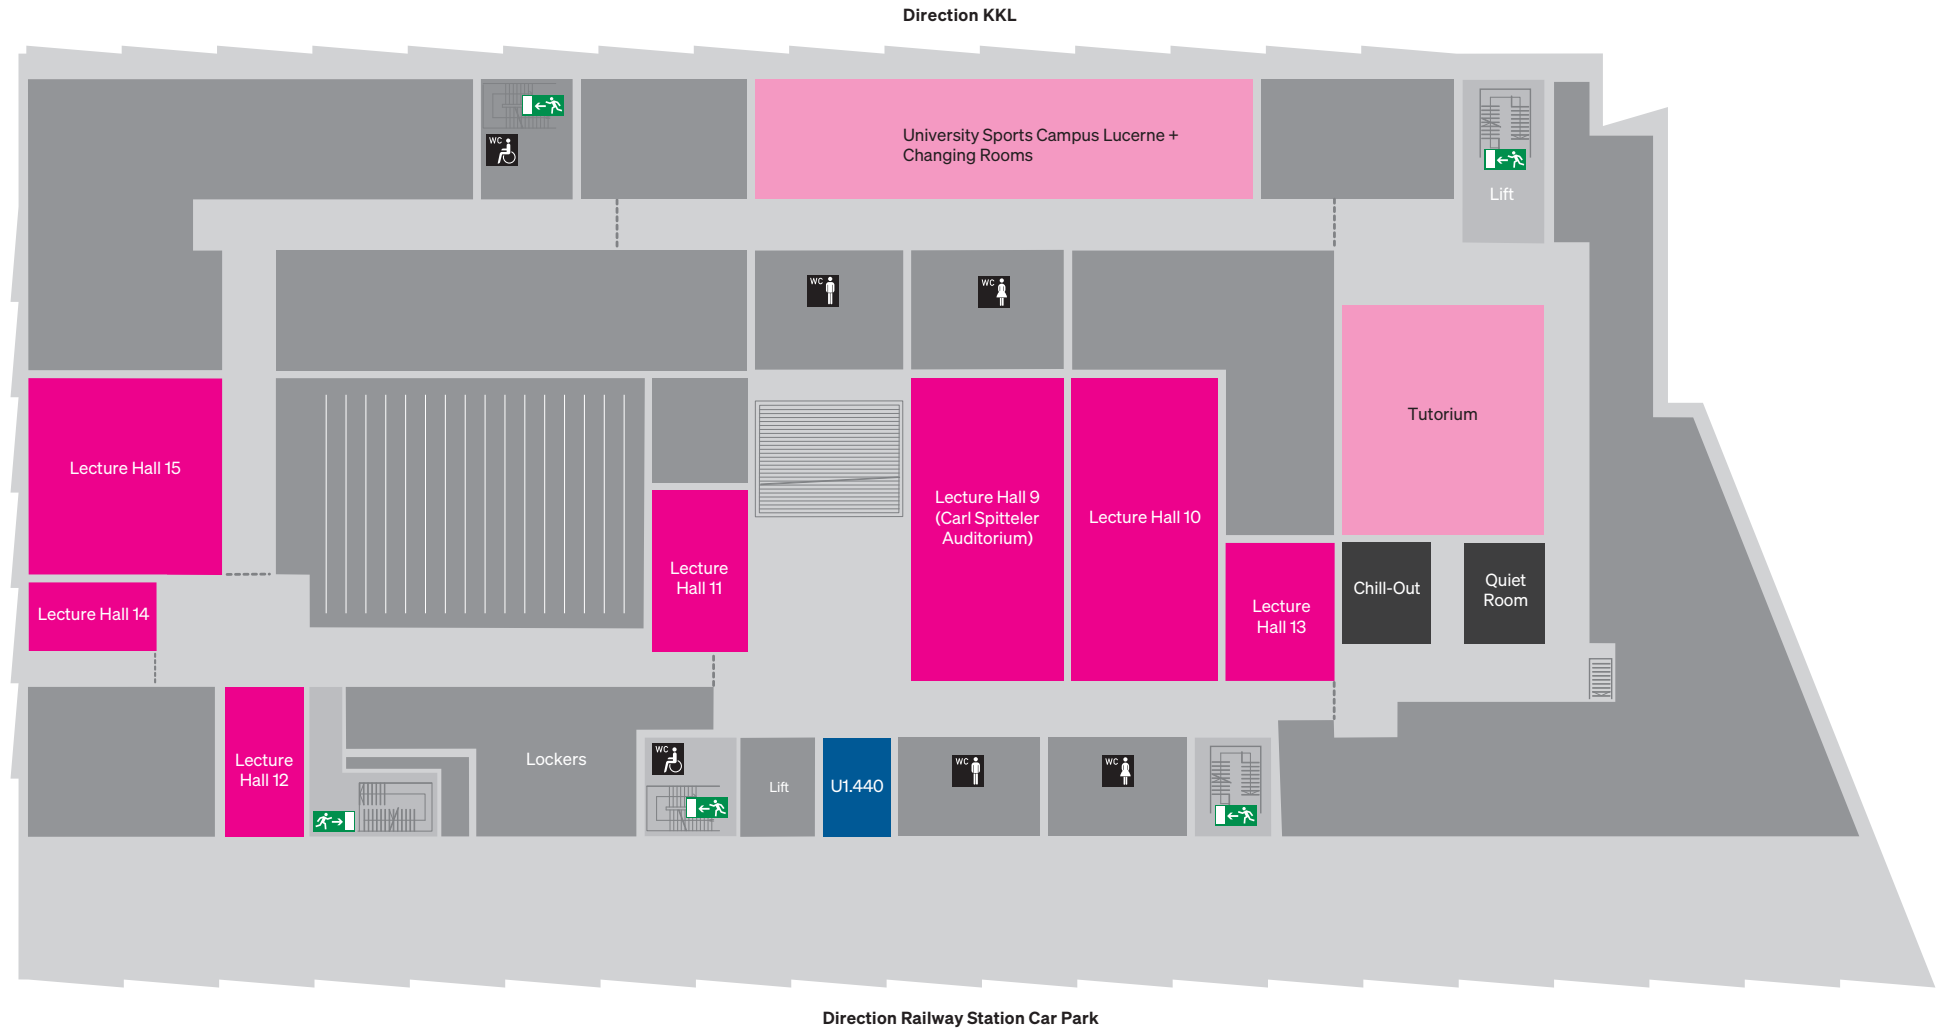 Direction KKL
University Sports Campus Lucerne +
Changing Rooms
WC
Lift
WC
WC
Tutorium
Lecture Hall 15
Lecture Hall 9
(Carl Spitteler
Auditorium)
Lecture Hall 10
Lecture
Hall 11
Chill-Out
Quiet
Room
Lecture Hall 14
Lecture
Hall 13
Lecture
Hall 12
Lockers
WC
Lift
U1.440
WC
WC
Direction Railway Station Car Park